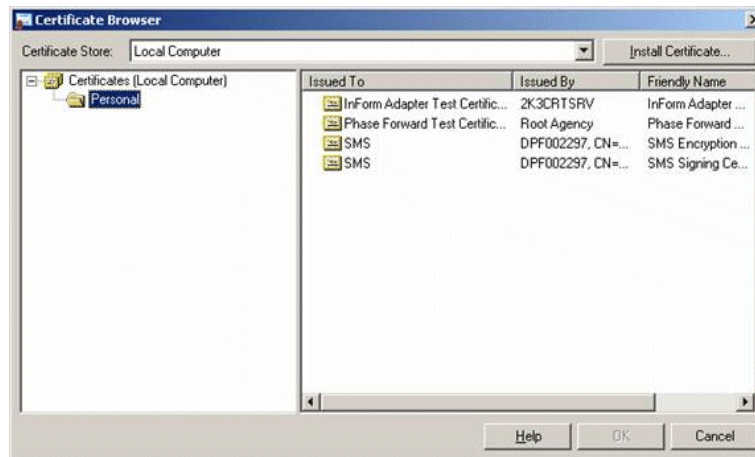 Certificate Browser
Certificate Store: Local Computer Install Certificate...
Certificates (Local Computer)
Personal
Issued To Issued By Friendly Name
InForm Adapter Test Certific... 2K3CRTSRV InForm Adapter ...
Phase Forward Test Certific... Root Agency Phase Forward ...
SMS DPF002297, CN=... SMS Encryption ...
SMS DPF002297, CN=... SMS Signing Ce...
Help OK Cancel